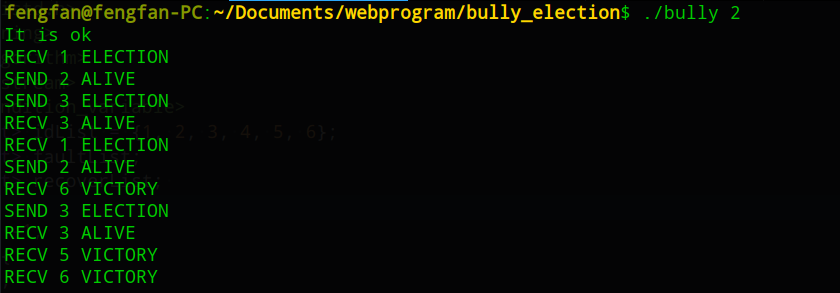 fengfan@fengfan-PC:~/Documents/webprogram/bully_election$ ./bully 2
It is ok
RECV 1 ELECTION
SEND 2 ALIVE
SEND 3 ELECTION
RECV 3 ALIVE
RECV 1 ELECTION
SEND 2 ALIVE
RECV 6 VICTORY
SEND 3 ELECTION
RECV 3 ALIVE
RECV 5 VICTORY
RECV 6 VICTORY